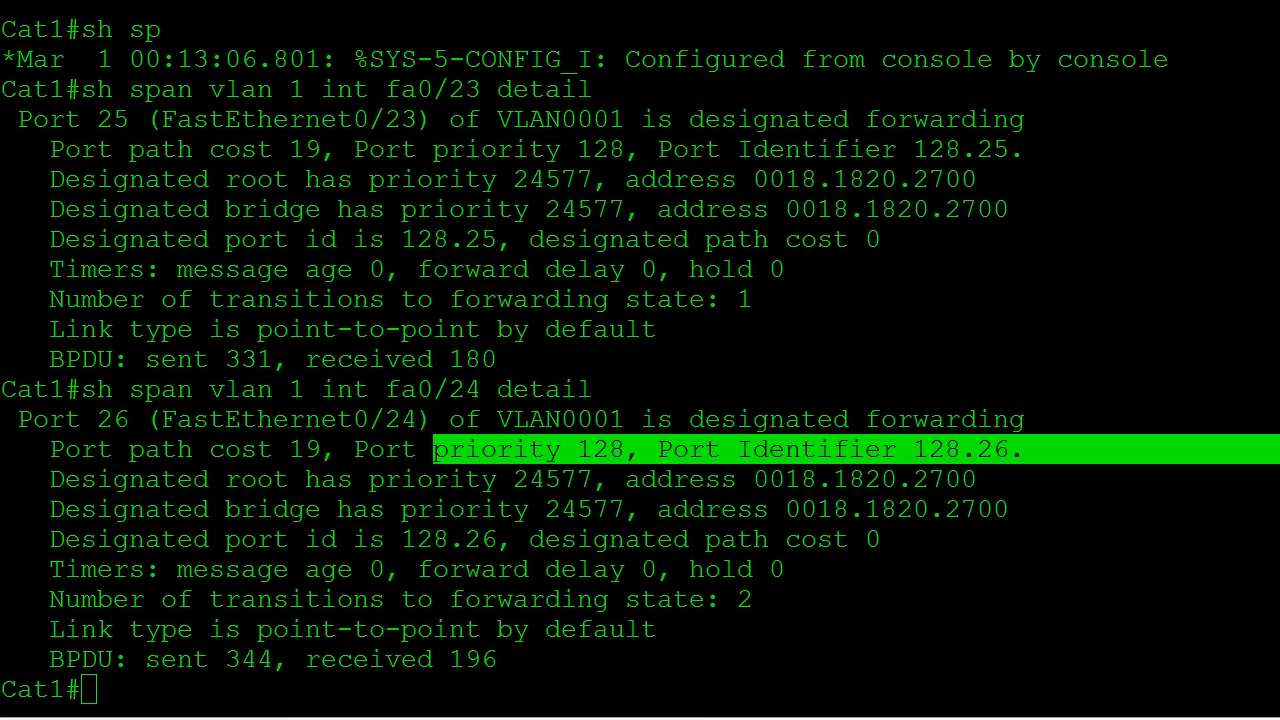 Cat1#sh sp
*Mar  1 00:13:06.801: %SYS-5-CONFIG_I: Configured from console by console
Cat1#sh span vlan 1 int fa0/23 detail
 Port 25 (FastEthernet0/23) of VLAN0001 is designated forwarding
   Port path cost 19, Port priority 128, Port Identifier 128.25.
   Designated root has priority 24577, address 0018.1820.2700
   Designated bridge has priority 24577, address 0018.1820.2700
   Designated port id is 128.25, designated path cost 0
   Timers: message age 0, forward delay 0, hold 0
   Number of transitions to forwarding state: 1
   Link type is point-to-point by default
   BPDU: sent 331, received 180
Cat1#sh span vlan 1 int fa0/24 detail
 Port 26 (FastEthernet0/24) of VLAN0001 is designated forwarding
   Port path cost 19, Port priority 128, Port Identifier 128.26.
   Designated root has priority 24577, address 0018.1820.2700
   Designated bridge has priority 24577, address 0018.1820.2700
   Designated port id is 128.26, designated path cost 0
   Timers: message age 0, forward delay 0, hold 0
   Number of transitions to forwarding state: 2
   Link type is point-to-point by default
   BPDU: sent 344, received 196
Cat1#